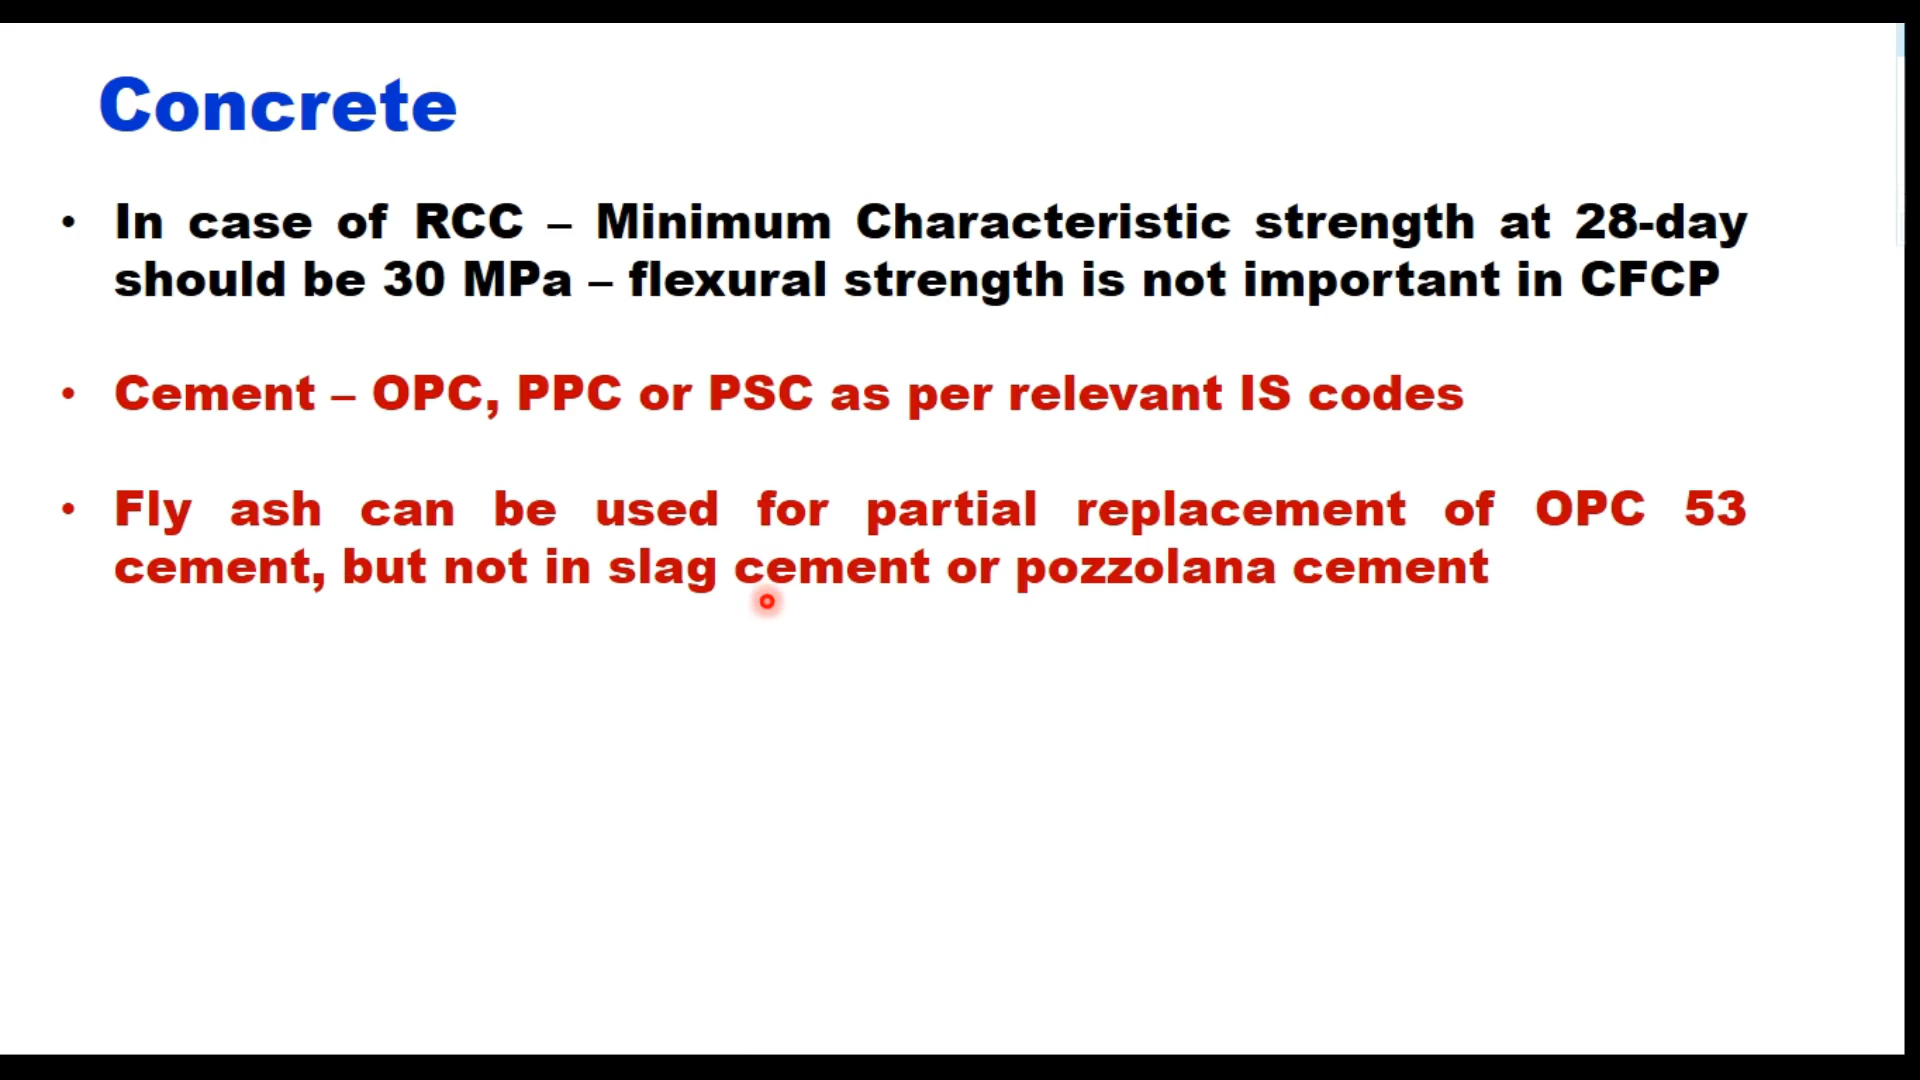 Concrete
• In case of RCC – Minimum Characteristic strength at 28-day
should be 30 MPa – flexural strength is not important in CFCP
• Cement – OPC, PPC or PSC as per relevant IS codes
• Fly ash can be used for partial replacement of OPC 53
cement, but not in slag cement or pozzolana cement